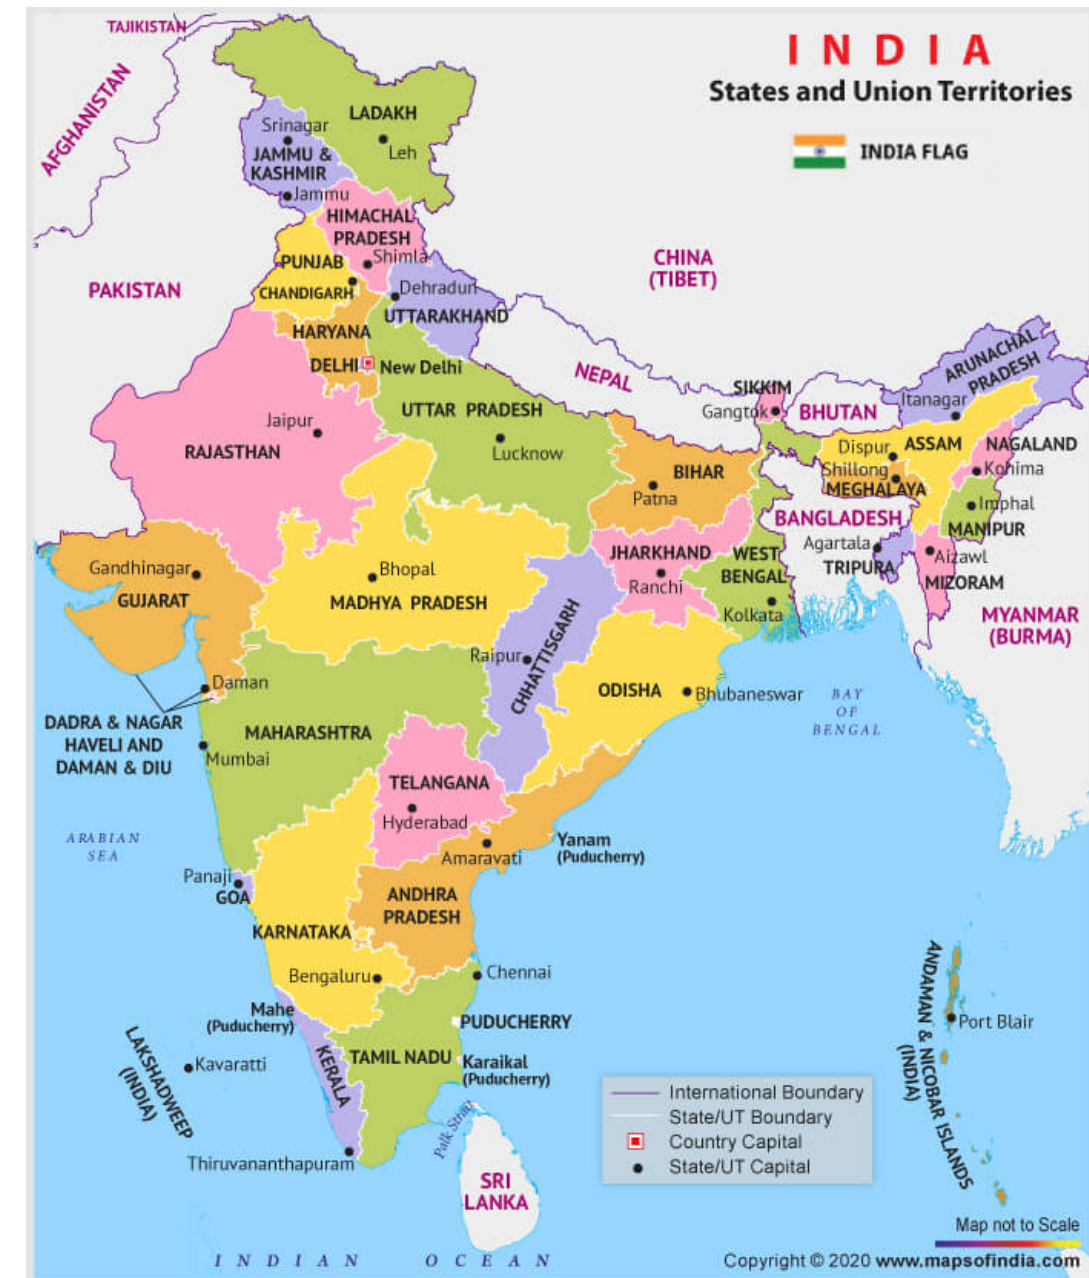 TAJIKISTAN
INDIA
States and Union Territories
INDIA FLAG
AFGHANISTAN
LADAKH
Srinagar
Leh
JAMMU &
KASHMIR
Jammu
HIMACHAL
PRADESH
Shimla
PUNJAB
CHANDIGARH
Dehradun
UTTARAKHAND
CHINA
(TIBET)
PAKISTAN
HARYANA
DELHI
New Delhi
NEPAL
SIKKIM
Gangtok
BHUTAN
ARUNACHAL
PRADESH
Itanagar
UTTAR PRADESH
Lucknow
Jaipur
RAJASTHAN
BIHAR
Patna
Dispur
ASSAM
NAGALAND
Shillong
Kohima
MEGHALAYA
Imphal
MANIPUR
BANGLADESH
Agartala
TRIPURA
Aizawl
MIZORAM
MYANMAR
(BURMA)
Gandhinagar
GUJARAT
Bhopal
MADHYA PRADESH
JHARKHAND
Ranchi
WEST
BENGAL
Kolkata
Raipur
CHHATTISGARH
ODISHA
Bhubaneswar
BAY
OF
BENGAL
Daman
DADRA & NAGAR
HAVELI AND
DAMAN & DIU
MAHARASHTRA
Mumbai
TELANGANA
Hyderabad
ARABIAN
SEA
Amaravati
Yanam
(Puducherry)
Panaji
GOA
ANDHRA
PRADESH
KARNATAKA
Bengaluru
Chennai
Mahe
(Puducherry)
PUDUCHERRY
TAMIL NADU
Karaikal
(Puducherry)
KERALA
LAKSHADWEEP
(INDIA)
Kavaratti
Thiruvananthapuram
Palk Strait
SRI
LANKA
ANDAMAN & NICOBAR ISLANDS
(INDIA)
Port Blair
International Boundary
State/UT Boundary
Country Capital
State/UT Capital
INDIAN OCEAN
Map not to Scale
Copyright © 2020 www.mapsofindia.com